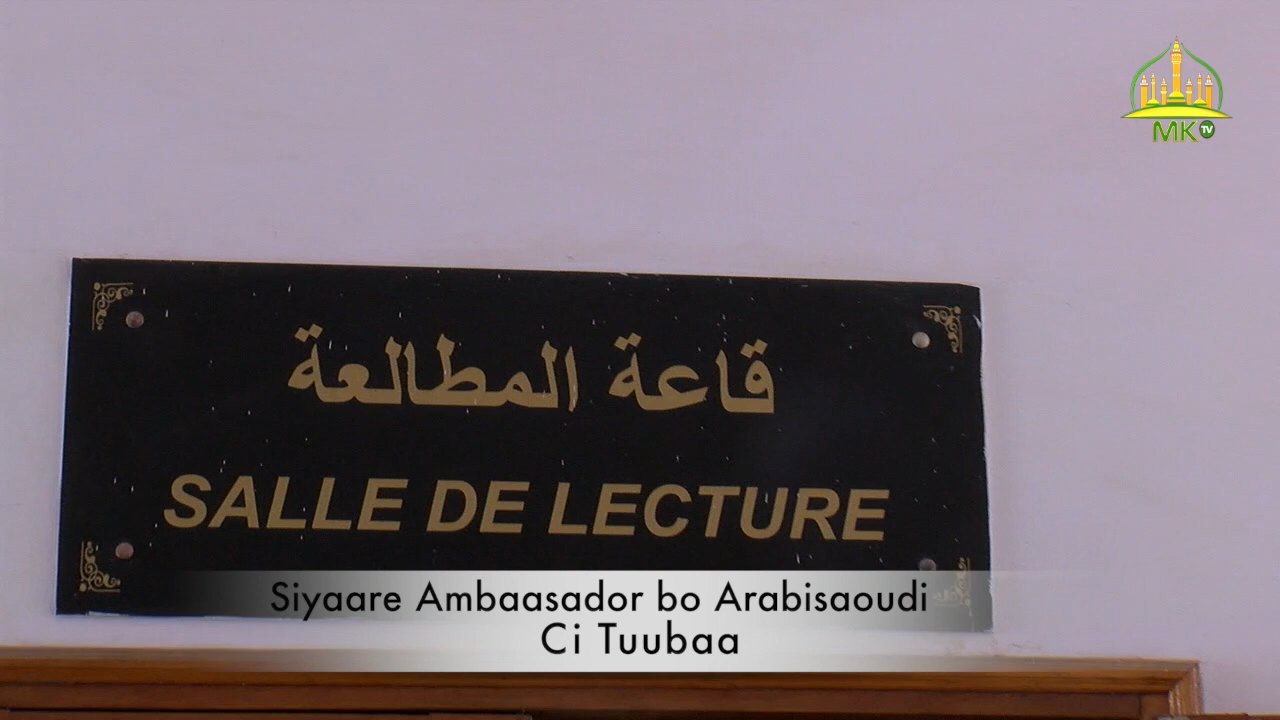 MK TV
قاعة المطالعة
SALLE DE LECTURE
Siyaare Ambaasador bo Arabisaoudi
Ci Tuubaa